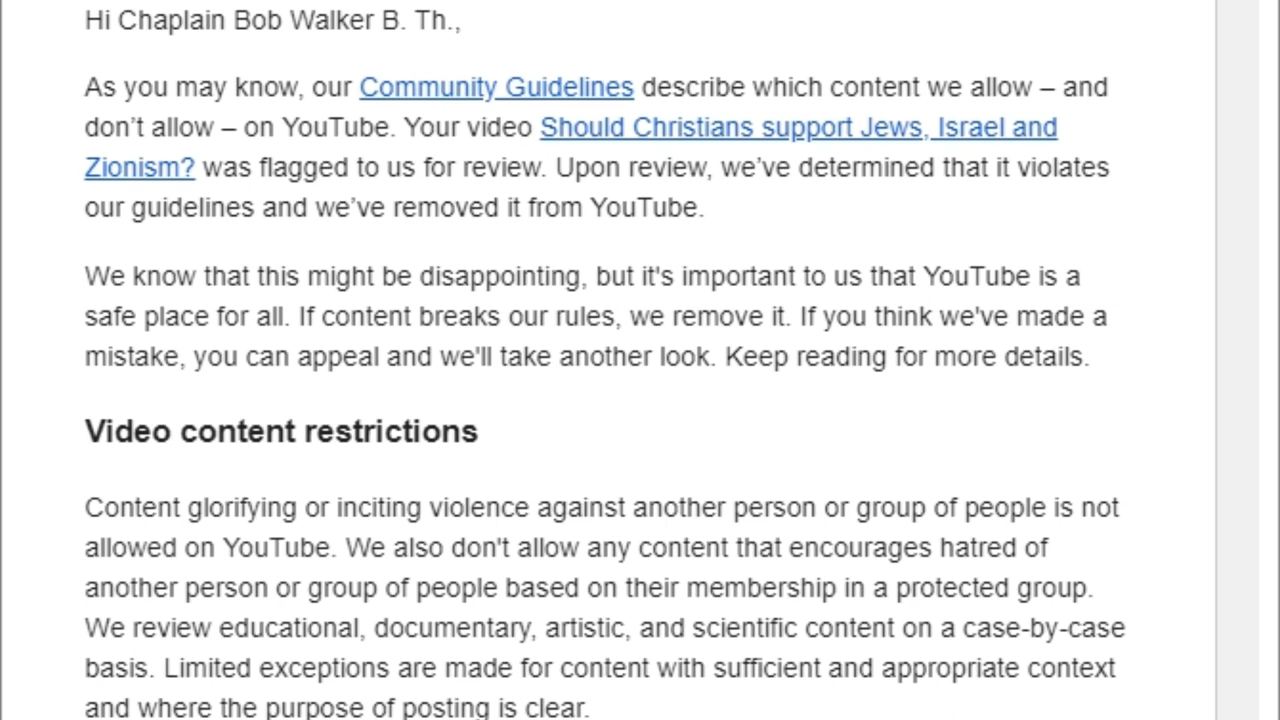 Hi Chaplain Bob Walker B. Th.,
As you may know, our Community Guidelines describe which content we allow – and
don’t allow – on YouTube. Your video Should Christians support Jews, Israel and
Zionism? was flagged to us for review. Upon review, we’ve determined that it violates
our guidelines and we’ve removed it from YouTube.
We know that this might be disappointing, but it's important to us that YouTube is a
safe place for all. If content breaks our rules, we remove it. If you think we've made a
mistake, you can appeal and we'll take another look. Keep reading for more details.
Video content restrictions
Content glorifying or inciting violence against another person or group of people is not
allowed on YouTube. We also don't allow any content that encourages hatred of
another person or group of people based on their membership in a protected group.
We review educational, documentary, artistic, and scientific content on a case-by-case
basis. Limited exceptions are made for content with sufficient and appropriate context
and where the purpose of posting is clear.